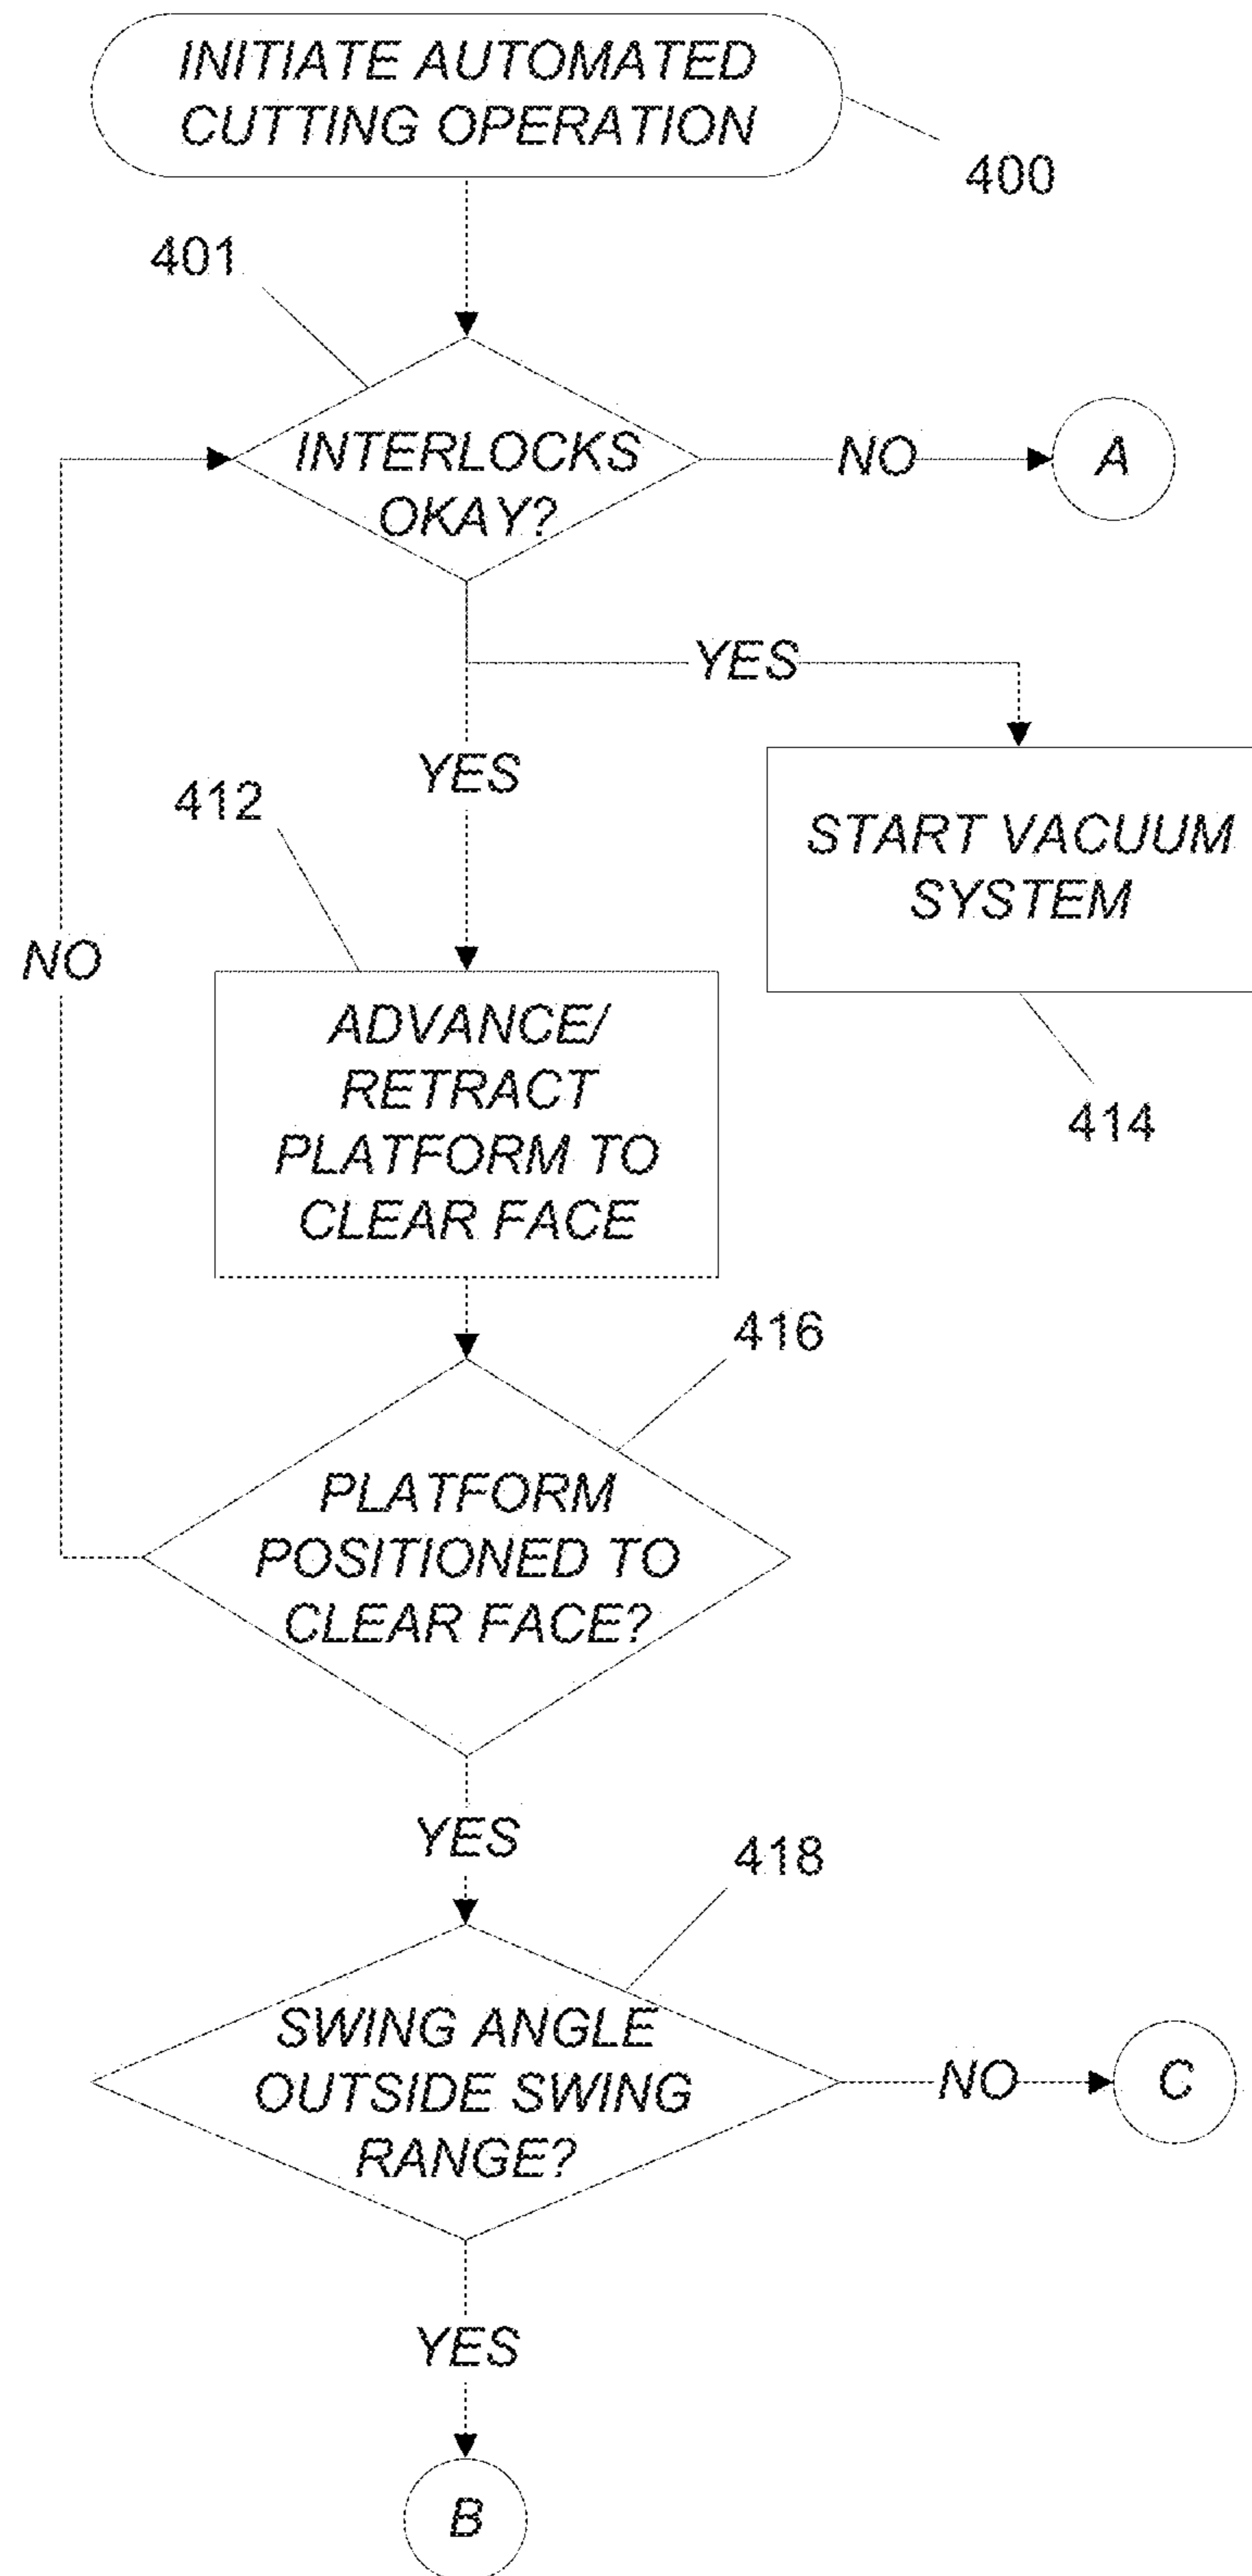 INITIATE AUTOMATED
CUTTING OPERATION
400
401
INTERLOCKS
OKAY?
NO
A
YES
YES
412
START VACUUM
SYSTEM
414
NO
ADVANCE/
RETRACT
PLATFORM TO
CLEAR FACE
416
PLATFORM
POSITIONED TO
CLEAR FACE?
YES
418
SWING ANGLE
OUTSIDE SWING
RANGE?
NO
C
YES
B